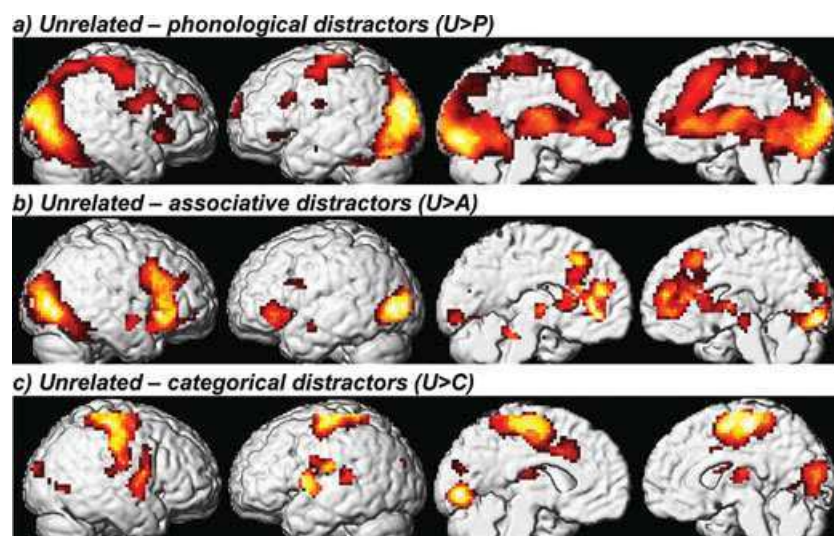 a) Unrelated – phonological distractors (U>P)
b) Unrelated – associative distractors (U>A)
c) Unrelated – categorical distractors (U>C)